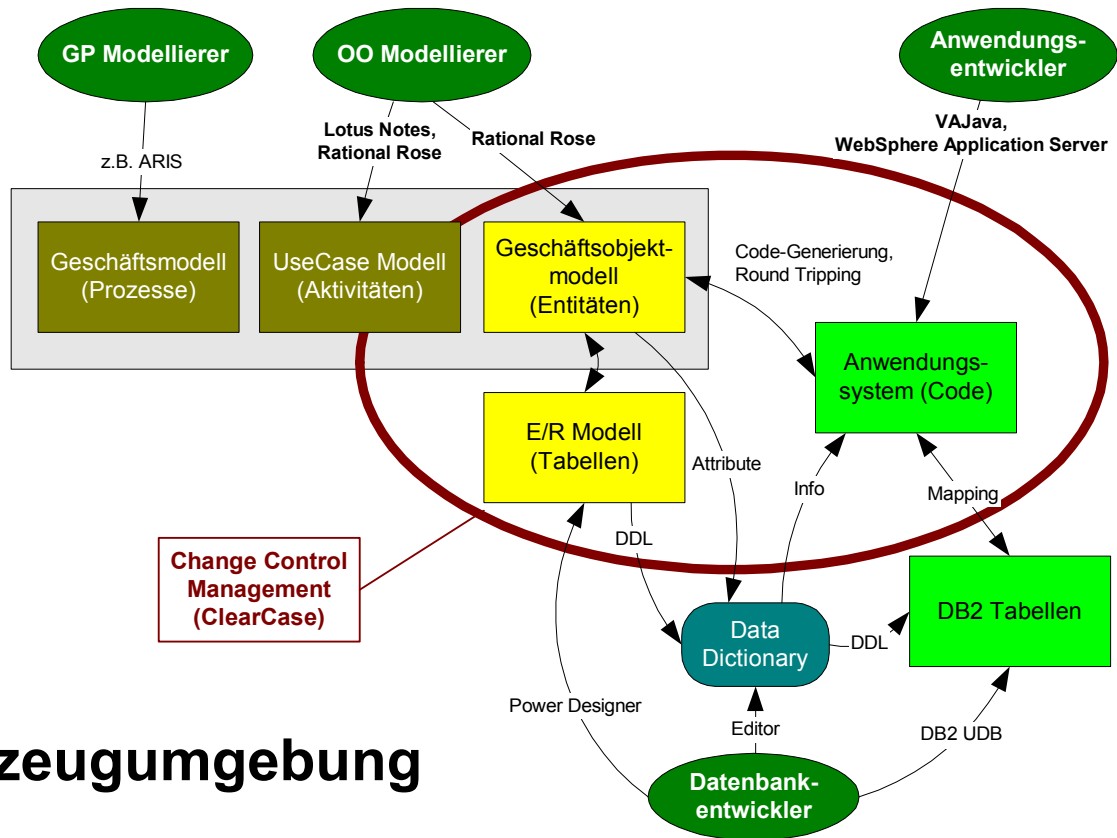 GP Modellierer
OO Modellierer
Anwendungs-
entwickler
Lotus Notes,
Rational Rose
Rational Rose
VAJava,
WebSphere Application Server
z.B. ARIS
Geschäftsmodell
(Prozesse)
UseCase Modell
(Aktivitäten)
Geschäftsobjekt-
modell
(Entitäten)
Code-Generierung,
Round Tripping
Anwendungs-
system (Code)
E/R Modell
(Tabellen)
Attribute
Info
Mapping
DDL
Change Control
Management
(ClearCase)
Data
Dictionary
DDL
DB2 Tabellen
Power Designer
Editor
DB2 UDB
zeugumgebung
Datenbank-
entwickler